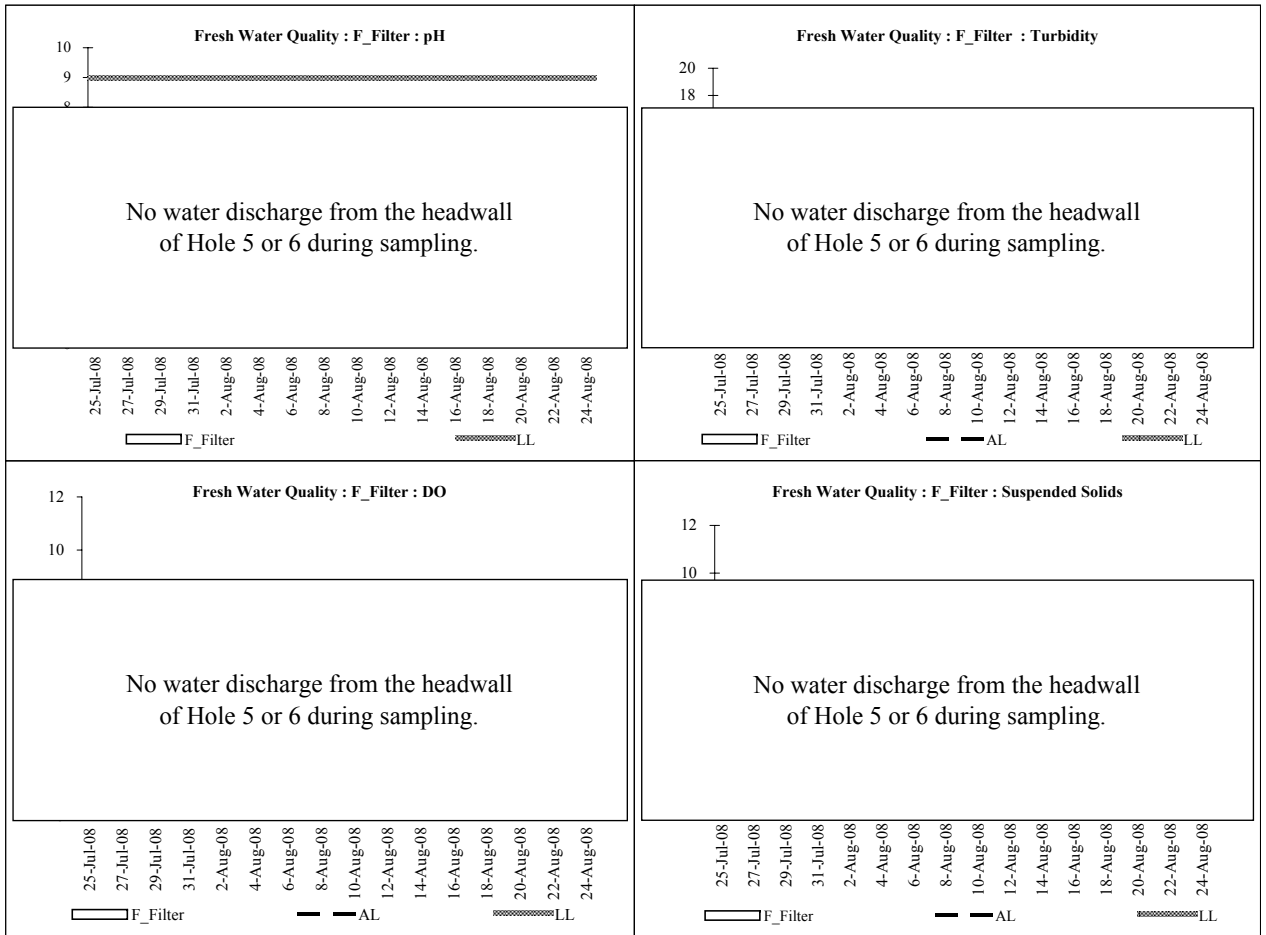 Fresh Water Quality : F_Filter : pH
10
9
8
No water discharge from the headwall
of Hole 5 or 6 during sampling.
25-Jul-08
27-Jul-08
29-Jul-08
31-Jul-08
2-Aug-08
4-Aug-08
6-Aug-08
8-Aug-08
10-Aug-08
12-Aug-08
14-Aug-08
16-Aug-08
18-Aug-08
20-Aug-08
22-Aug-08
24-Aug-08
F_Filter
LL
Fresh Water Quality : F_Filter : Turbidity
20
18
No water discharge from the headwall
of Hole 5 or 6 during sampling.
25-Jul-08
27-Jul-08
29-Jul-08
31-Jul-08
2-Aug-08
4-Aug-08
6-Aug-08
8-Aug-08
10-Aug-08
12-Aug-08
14-Aug-08
16-Aug-08
18-Aug-08
20-Aug-08
22-Aug-08
24-Aug-08
F_Filter
AL
LL
Fresh Water Quality : F_Filter : DO
12
10
No water discharge from the headwall
of Hole 5 or 6 during sampling.
25-Jul-08
27-Jul-08
29-Jul-08
31-Jul-08
2-Aug-08
4-Aug-08
6-Aug-08
8-Aug-08
10-Aug-08
12-Aug-08
14-Aug-08
16-Aug-08
18-Aug-08
20-Aug-08
22-Aug-08
24-Aug-08
F_Filter
AL
LL
Fresh Water Quality : F_Filter : Suspended Solids
12
10
No water discharge from the headwall
of Hole 5 or 6 during sampling.
25-Jul-08
27-Jul-08
29-Jul-08
31-Jul-08
2-Aug-08
4-Aug-08
6-Aug-08
8-Aug-08
10-Aug-08
12-Aug-08
14-Aug-08
16-Aug-08
18-Aug-08
20-Aug-08
22-Aug-08
24-Aug-08
F_Filter
AL
LL